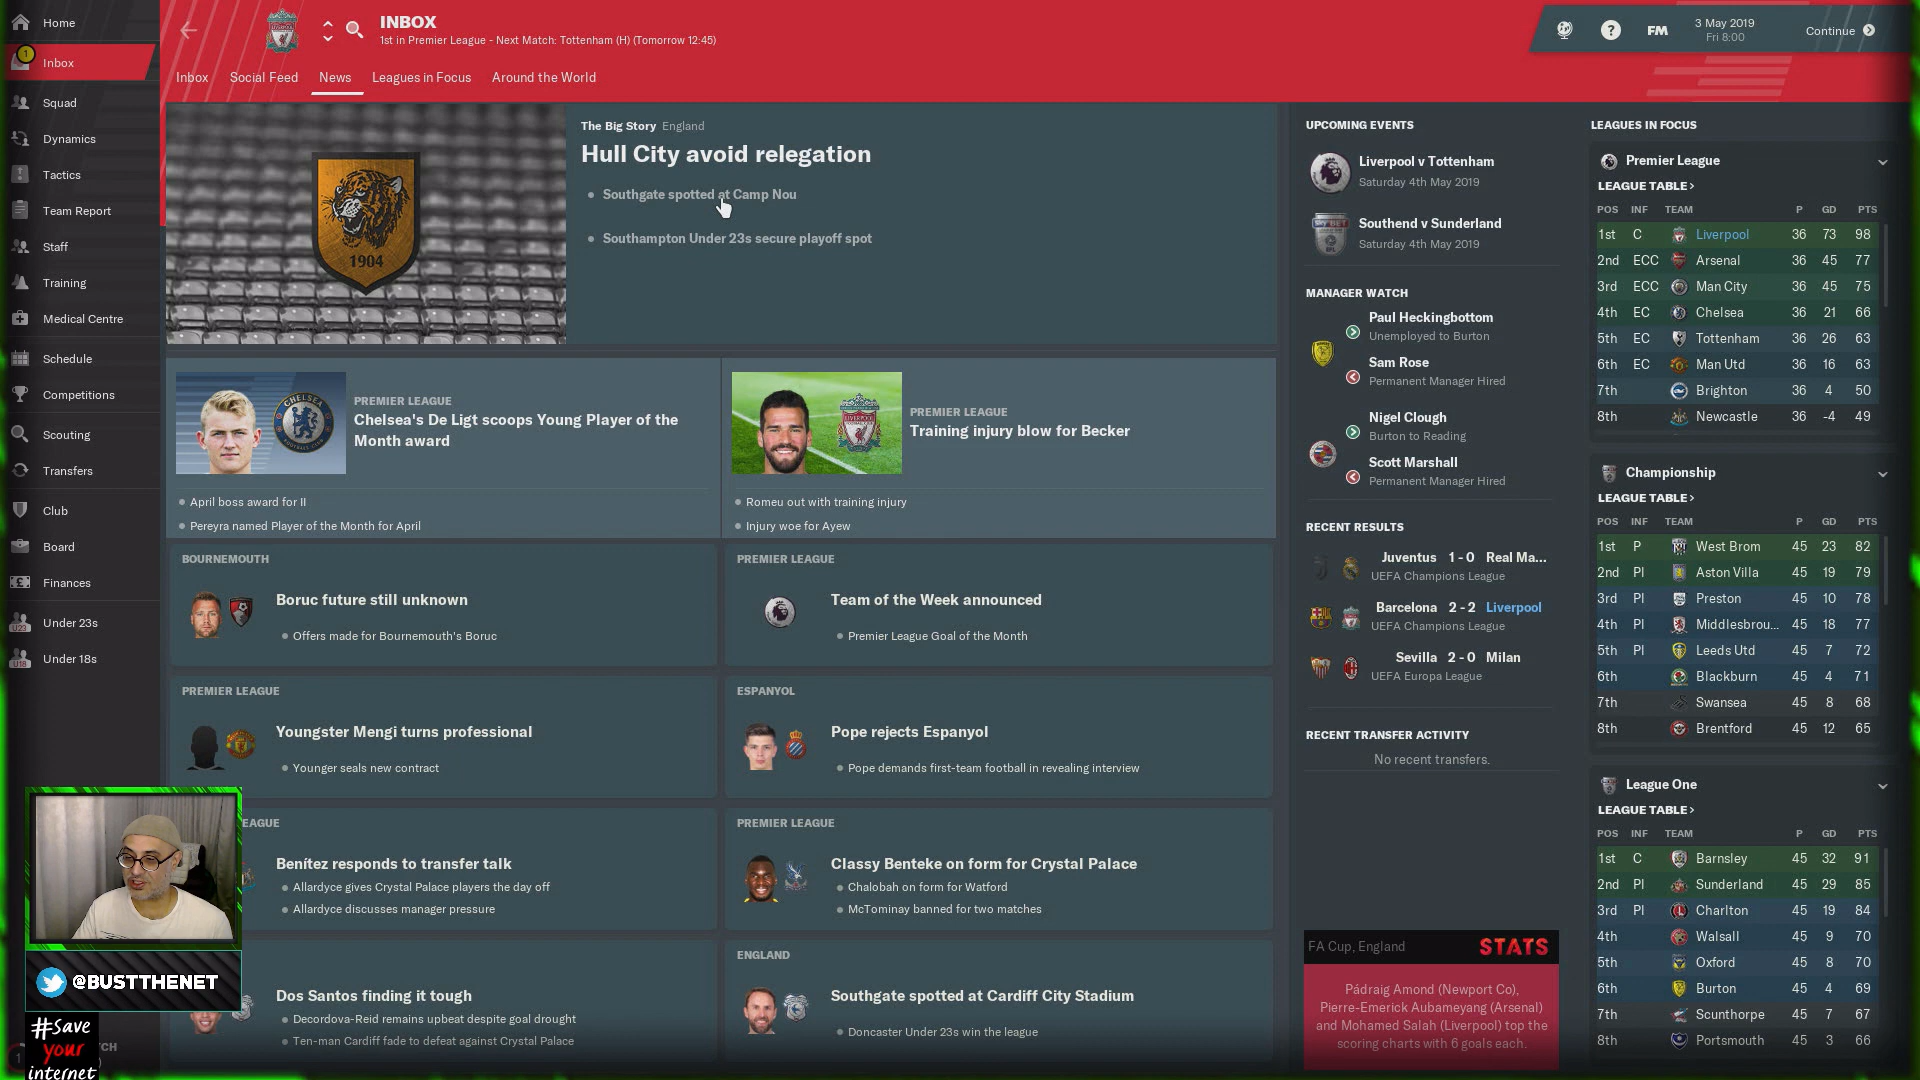 Home
1
Inbox
Squad
Dynamics
Tactics
Team Report
Staff
Training
Medical Centre
Schedule
Competitions
Scouting
Transfers
Club
Board
Finances
U23
Under 23s
U18
Under 18s
INBOX
1st in Premier League - Next Match: Tottenham (H) (Tomorrow 12:45)
?
FM
3 May 2019
Fri 8:00
Continue
Inbox Social Feed News Leagues in Focus Around the World
1904
The Big Story England
Hull City avoid relegation
Southgate spotted at Camp Nou
Southampton Under 23s secure playoff spot
PREMIER LEAGUE
Chelsea's De Ligt scoops Young Player of the
Month award
April boss award for II
Pereyra named Player of the Month for April
PREMIER LEAGUE
Training injury blow for Becker
Romeu out with training injury
Injury woe for Ayew
BOURNEMOUTH
Boruc future still unknown
Offers made for Bournemouth's Boruc
PREMIER LEAGUE
Team of the Week announced
Premier League Goal of the Month
PREMIER LEAGUE
Youngster Mengi turns professional
Younger seals new contract
ESPANYOL
Pope rejects Espanyol
Pope demands first-team football in revealing interview
EAGUE
Benítez responds to transfer talk
Allardyce gives Crystal Palace players the day off
Allardyce discusses manager pressure
PREMIER LEAGUE
Classy Benteke on form for Crystal Palace
Chalobah on form for Watford
McTominay banned for two matches
Dos Santos finding it tough
Decordova-Reid remains upbeat despite goal drought
Ten-man Cardiff fade to defeat against Crystal Palace
ENGLAND
Southgate spotted at Cardiff City Stadium
Doncaster Under 23s win the league
UPCOMING EVENTS
Liverpool v Tottenham
Saturday 4th May 2019
Southend v Sunderland
Saturday 4th May 2019
MANAGER WATCH
Paul Heckingbottom
Unemployed to Burton
Sam Rose
Permanent Manager Hired
Nigel Clough
Burton to Reading
Scott Marshall
Permanent Manager Hired
RECENT RESULTS
Juventus 1 - 0 Real Ma...
UEFA Champions League
Barcelona 2 - 2 Liverpool
UEFA Champions League
Sevilla 2 - 0 Milan
UEFA Europa League
RECENT TRANSFER ACTIVITY
No recent transfers.
FA Cup, England STATS
Pádraig Amond (Newport Co),
Pierre-Emerick Aubameyang (Arsenal)
and Mohamed Salah (Liverpool) top the
scoring charts with 6 goals each.
LEAGUES IN FOCUS
Premier League
LEAGUE TABLE >
POS INF TEAM P GD PTS
1st C Liverpool 36 73 98
2nd ECC Arsenal 36 45 77
3rd ECC Man City 36 45 75
4th EC Chelsea 36 21 66
5th EC Tottenham 36 26 63
6th EC Man Utd 36 16 63
7th Brighton 36 4 50
8th Newcastle 36 -4 49
Championship
LEAGUE TABLE >
POS INF TEAM P GD PTS
1st P West Brom 45 23 82
2nd Pl Aston Villa 45 19 79
3rd Pl Preston 45 10 78
4th Pl Middlesbrou... 45 18 77
5th Pl Leeds Utd 45 7 72
6th Blackburn 45 4 71
7th Swansea 45 8 68
8th Brentford 45 12 65
League One
LEAGUE TABLE >
POS INF TEAM P GD PTS
1st C Barnsley 45 32 91
2nd Pl Sunderland 45 29 85
3rd Pl Charlton 45 19 84
4th Walsall 45 9 70
5th Oxford 45 8 70
6th Burton 45 4 69
7th Scunthorpe 45 7 67
8th Portsmouth 45 3 66
@BUSTTHENET
#Save
your
internet
CH